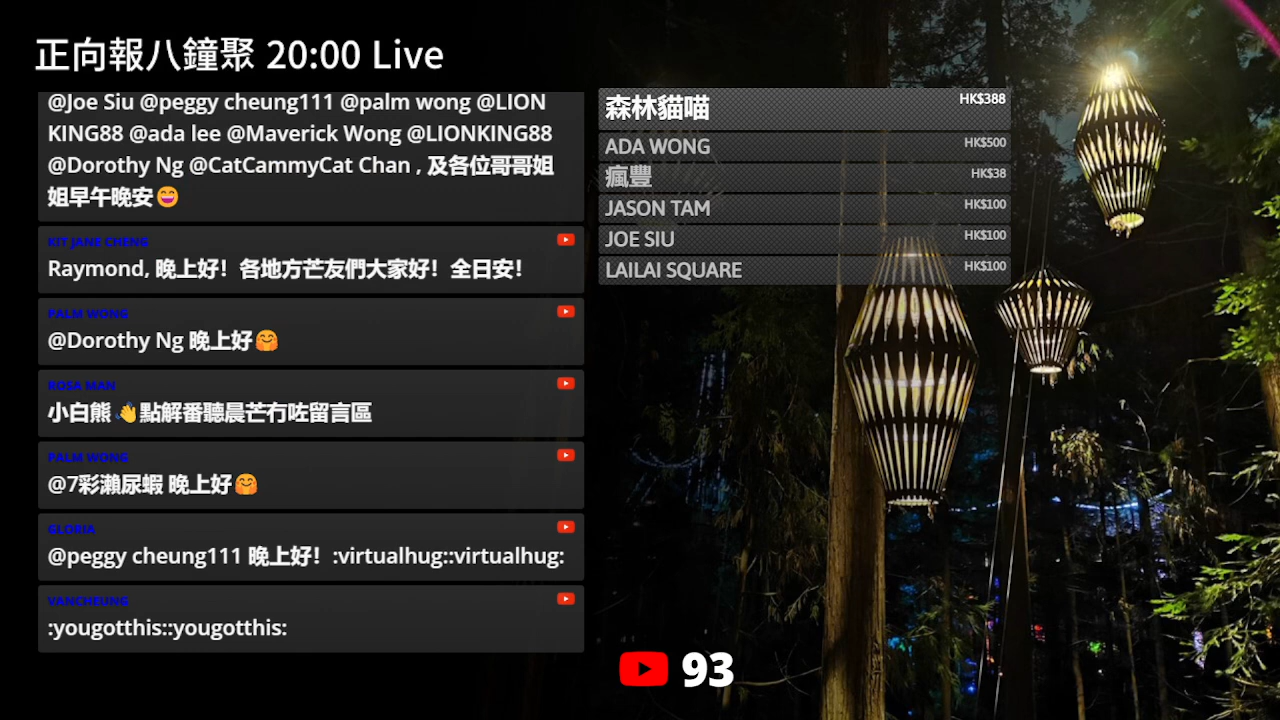 正向報八鐘聚 20:00 Live
@Joe Siu @peggy cheung111 @palm wong @LION
KING88 @ada lee @Maverick Wong @LIONKING88
@Dorothy Ng @CatCammyCat Chan , 及各位哥哥姐
姐早午晚安😄
KIT JANE CHENG
Raymond, 晚上好！各地方芒友們大家好！全日安！
PALM WONG
@Dorothy Ng 晚上好🤗
ROSA MAN
小白熊👋點解番聽晨芒冇咗留言區
PALM WONG
@7彩瀨尿蝦 晚上好🤗
GLORIA
@peggy cheung111 晚上好！:virtualhug::virtualhug:
VANCHEUNG
:yougotthis::yougotthis:
森林貓喵 HK$388
ADA WONG HK$500
瘋豐 HK$38
JASON TAM HK$100
JOE SIU HK$100
LAILAI SQUARE HK$100
93